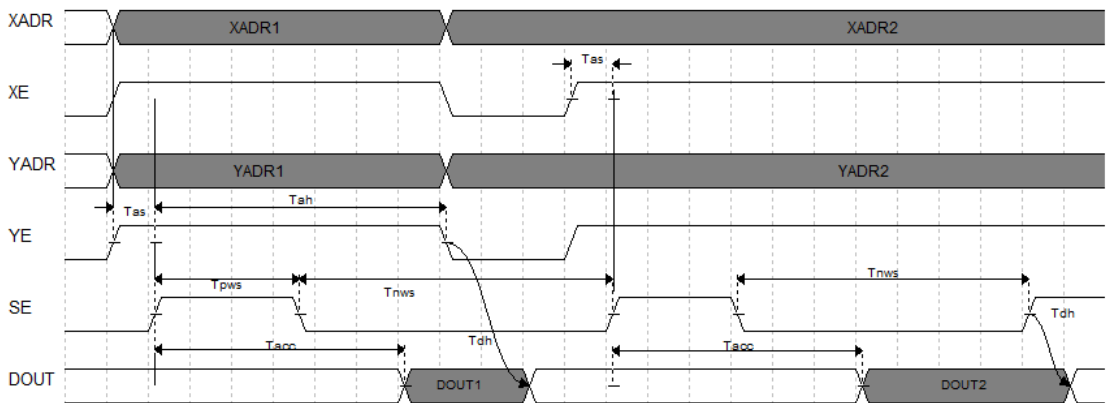 XADR XADR1 XADR2
Tas
XE
YADR YADR1 YADR2
Tas Tah
YE
Tpws Tnws Tnws
SE
Tacc Tdh Tacc Tdh
DOUT DOUT1 DOUT2